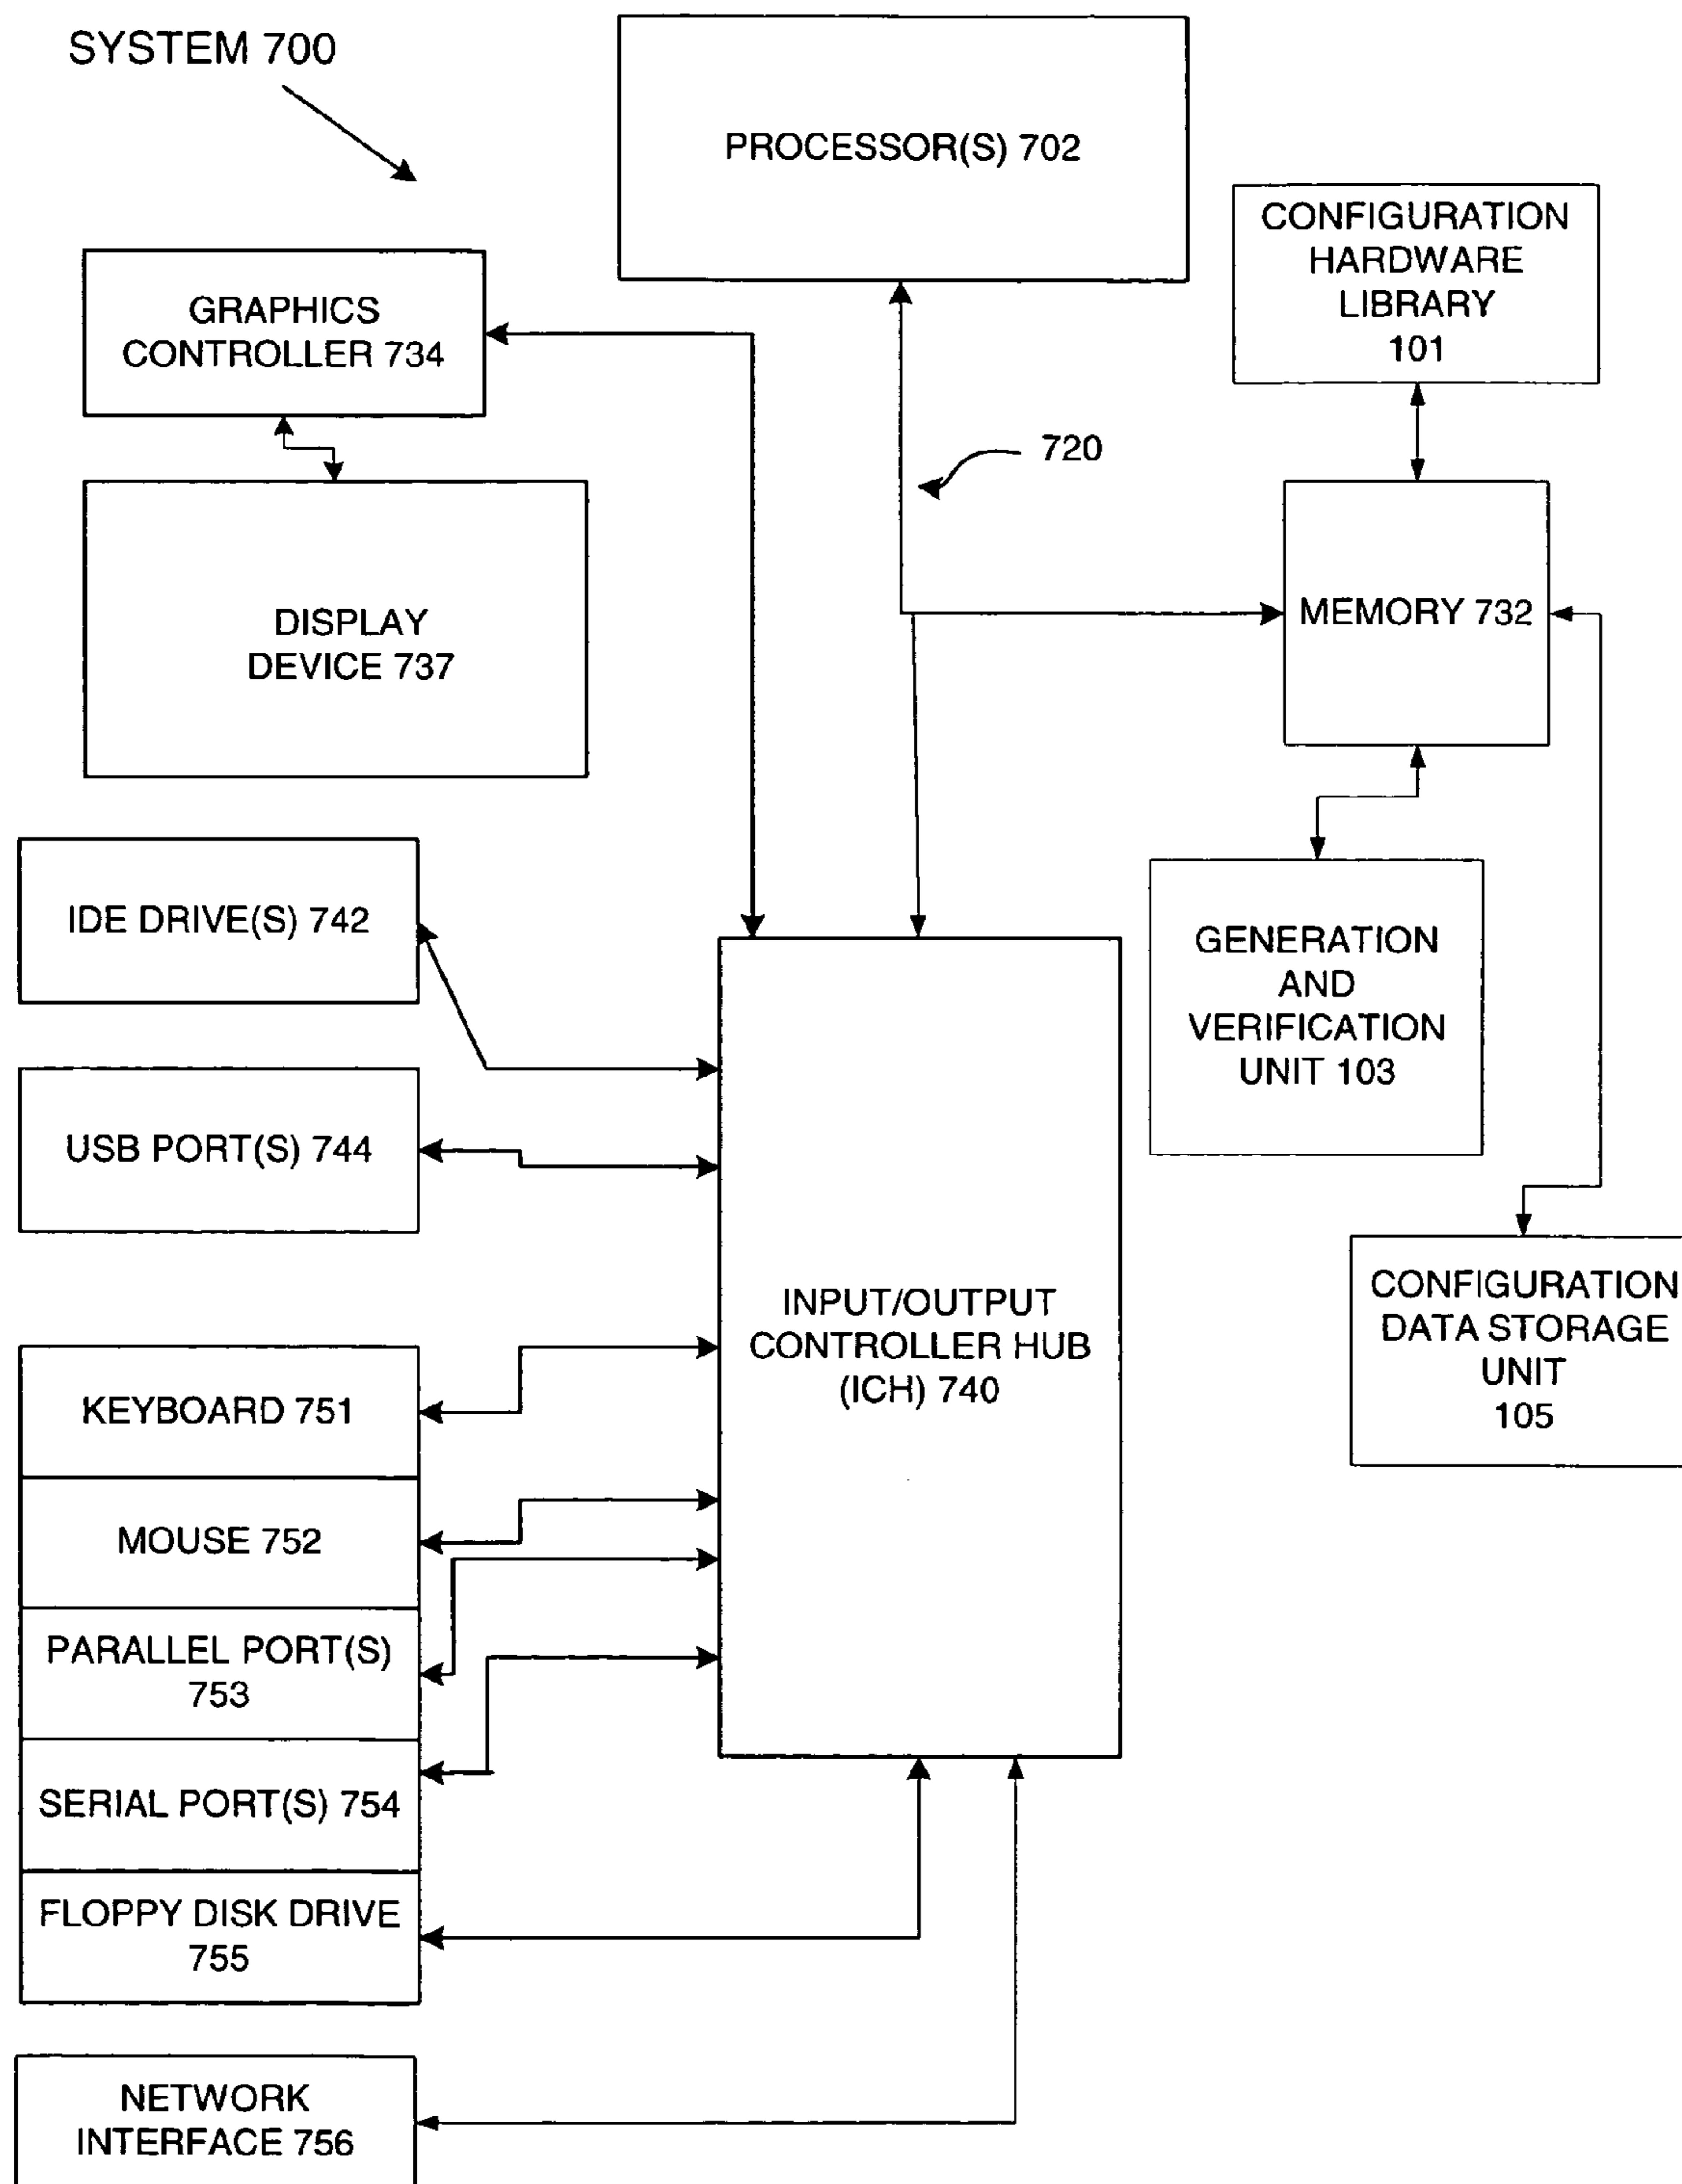 SYSTEM 700
PROCESSOR(S) 702
CONFIGURATION
HARDWARE
LIBRARY
101
GRAPHICS
CONTROLLER 734
720
DISPLAY
DEVICE 737
MEMORY 732
IDE DRIVE(S) 742
GENERATION
AND
VERIFICATION
UNIT 103
USB PORT(S) 744
INPUT/OUTPUT
CONTROLLER HUB
(ICH) 740
CONFIGURATION
DATA STORAGE
UNIT
105
KEYBOARD 751
MOUSE 752
PARALLEL PORT(S)
753
SERIAL PORT(S) 754
FLOPPY DISK DRIVE
755
NETWORK
INTERFACE 756